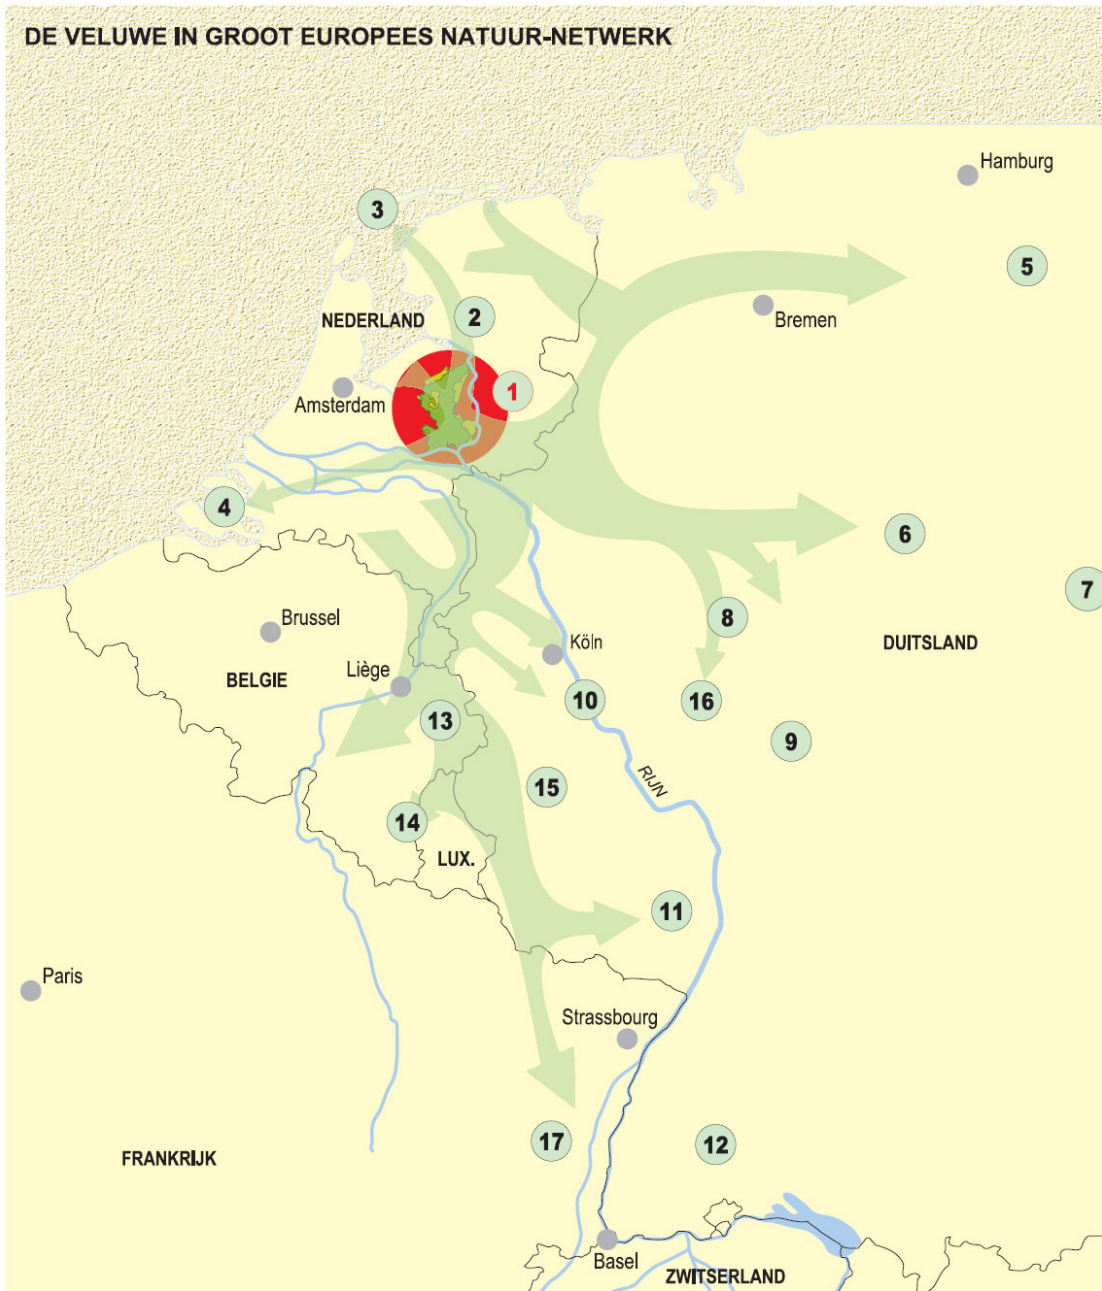 DE VELUWE IN GROOT EUROPEES NATUUR-NETWERK
Hamburg
3
5
Bremen
2
NEDERLAND
1
Amsterdam
4
6
7
Brussel
8
Köln
DUITSLAND
BELGIE
Liège
10
16
13
9
RIJN
15
14
LUX.
11
Paris
Strassbourg
17
12
FRANKRIJK
Basel
ZWITSERLAND